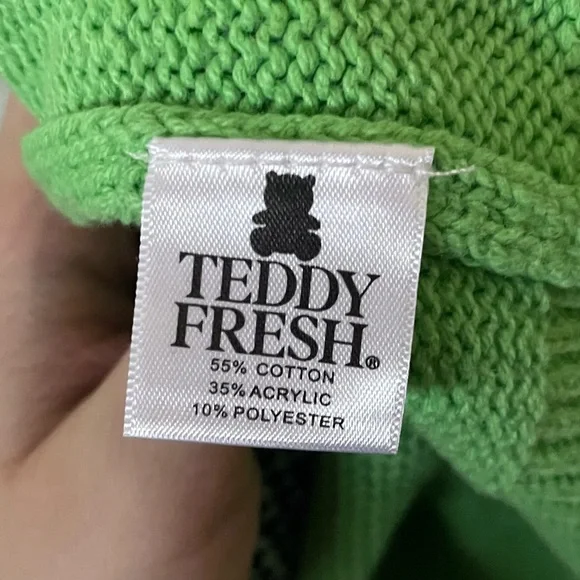 TEDDY
FRESH®
55% COTTON
35% ACRYLIC
10% POLYESTER